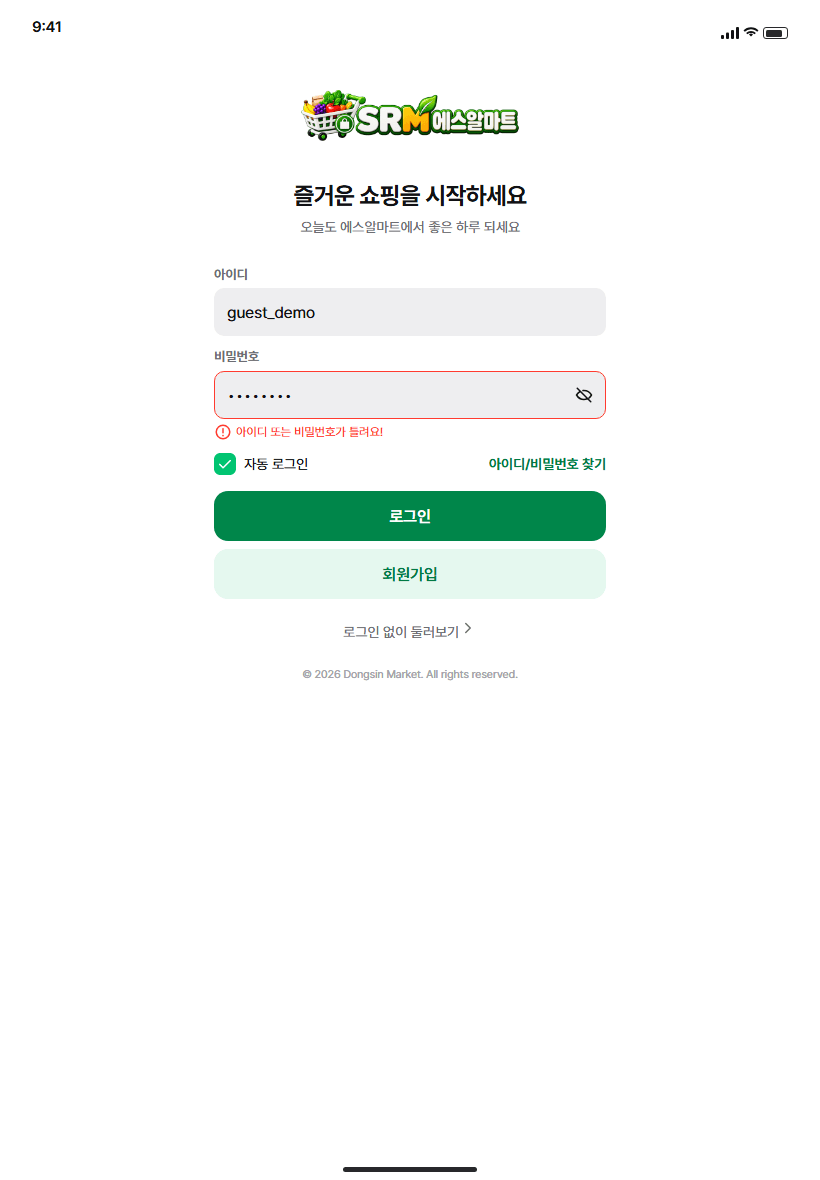 9:41
SRM 에스알마트
즐거운 쇼핑을 시작하세요
오늘도 에스알마트에서 좋은 하루 되세요
아이디
guest_demo
비밀번호
••••••••
아이디 또는 비밀번호가 틀려요!
자동 로그인 아이디/비밀번호 찾기
로그인
회원가입
로그인 없이 둘러보기
© 2026 Dongsin Market. All rights reserved.